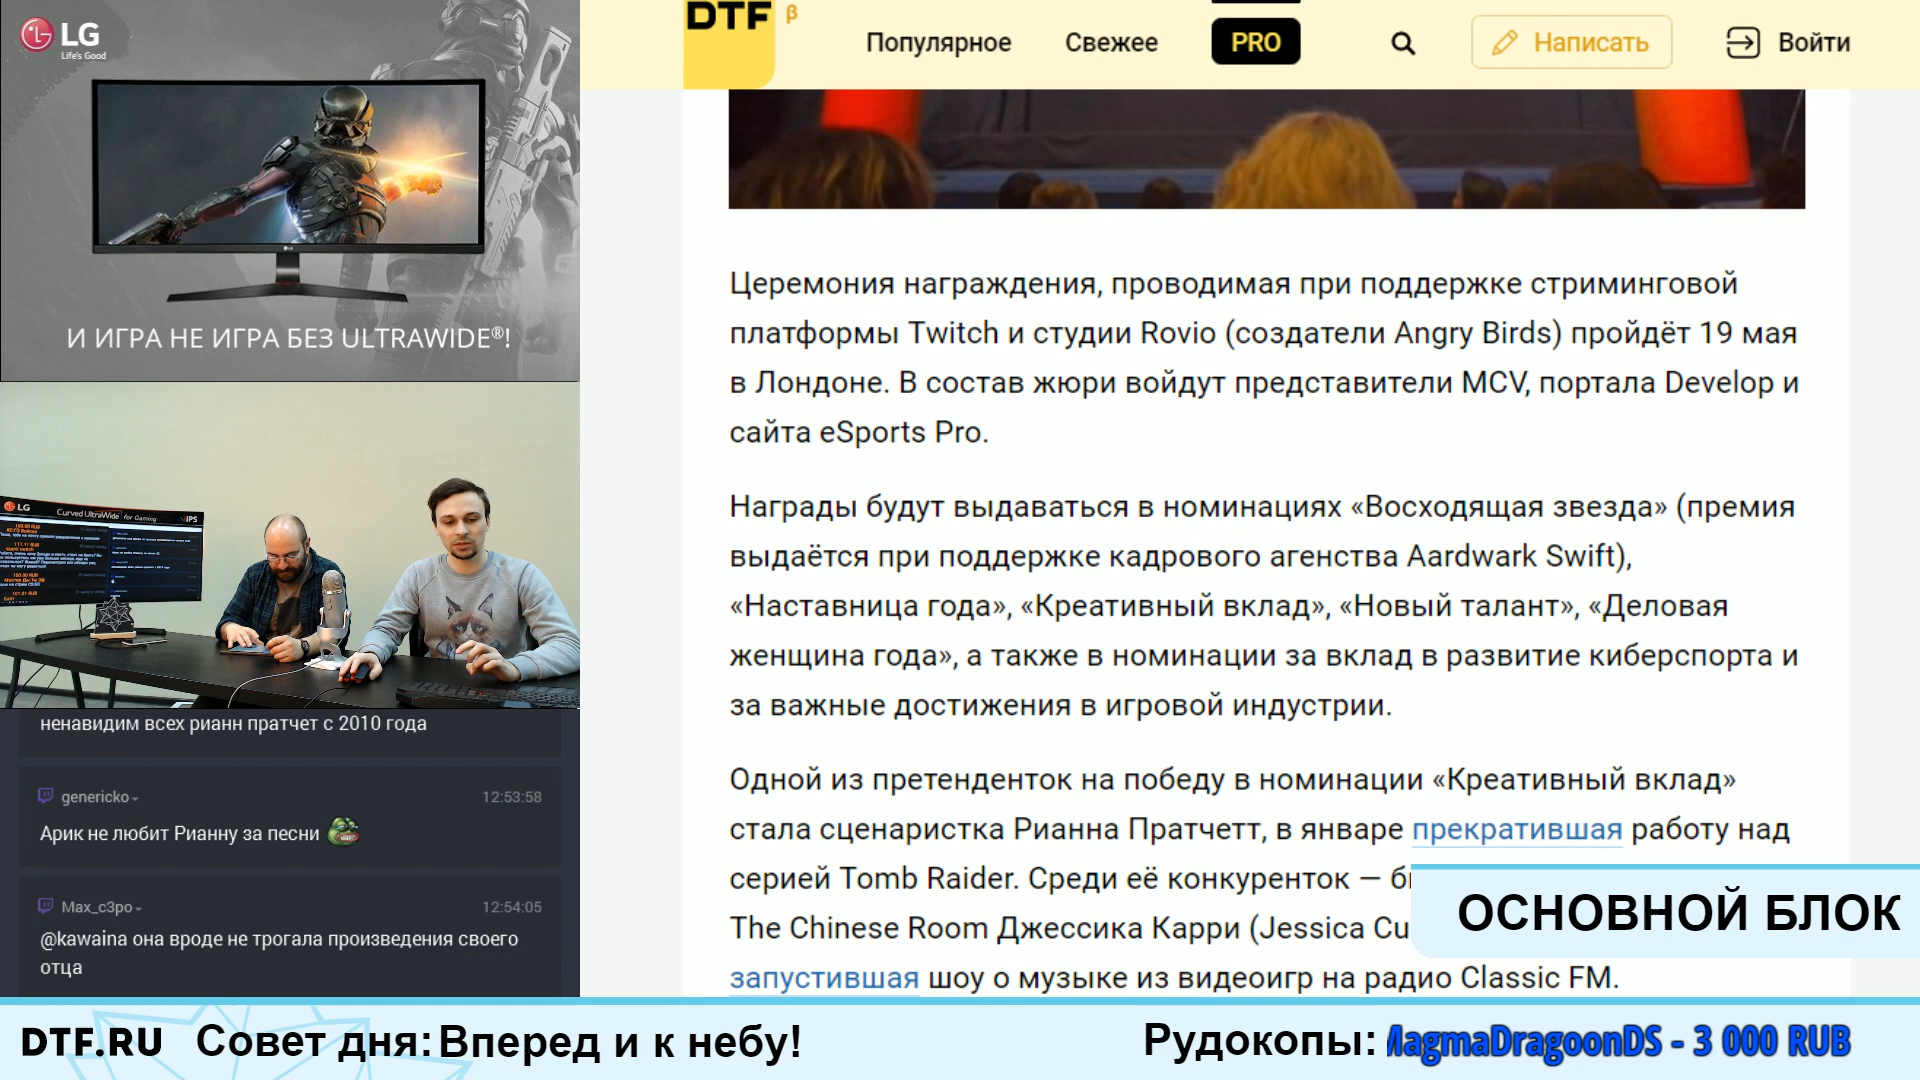 LG
Life's Good
И ИГРА НЕ ИГРА БЕЗ ULTRAWIDE®!
LG
Curved UltraWide for Gaming
IPS
ненавидим всех рианн пратчет с 2010 года
genericko
12:53:58
Арик не любит Рианну за песни
Max_c3po
12:54:05
@kawaina она вроде не трогала произведения своего
отца
DTF β
Популярное
Свежее
PRO
Написать
Войти
Церемония награждения, проводимая при поддержке стриминговой
платформы Twitch и студии Rovio (создатели Angry Birds) пройдёт 19 мая
в Лондоне. В состав жюри войдут представители MCV, портала Develop и
сайта eSports Pro.
Награды будут выдаваться в номинациях «Восходящая звезда» (премия
выдаётся при поддержке кадрового агенства Aardwark Swift),
«Наставница года», «Креативный вклад», «Новый талант», «Деловая
женщина года», а также в номинации за вклад в развитие киберспорта и
за важные достижения в игровой индустрии.
Одной из претенденток на победу в номинации «Креативный вклад»
стала сценаристка Рианна Пратчетт, в январе прекратившая работу над
серией Tomb Raider. Среди её конкуренток —
The Chinese Room Джессика Карри (Jessica Cu
запустившая шоу о музыке из видеоигр на радио Classic FM.
ОСНОВНОЙ БЛОК
DTF.RU
Совет дня: Вперед и к небу!
Рудокопы: MagmaDragoonDS - 3 000 RUB